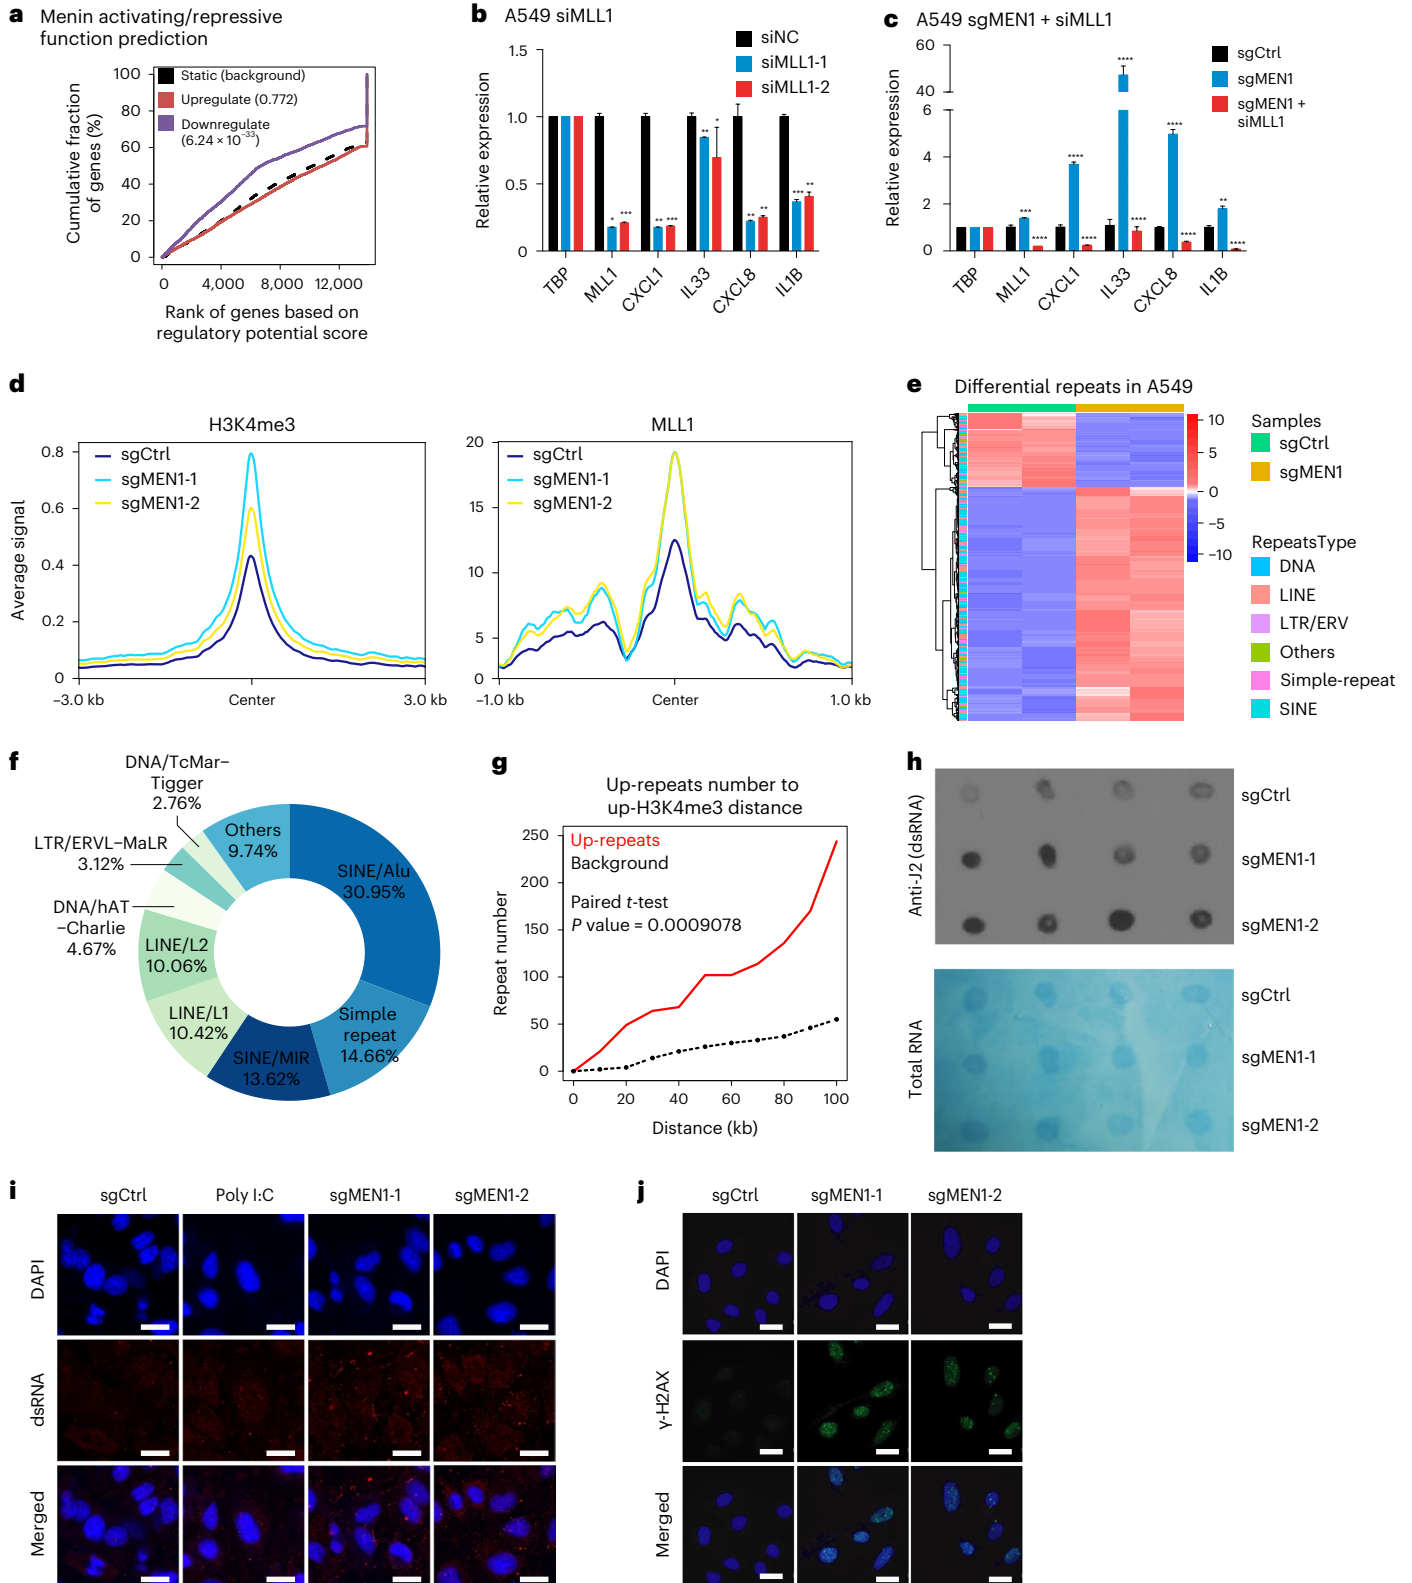 a Menin activating/repressive
function prediction
Cumulative fraction
of genes (%)
100
80
60
40
20
0
Static (background)
Upregulate (0.772)
Downregulate
(6.24 × 10⁻³³)
0 4,000 8,000 12,000
Rank of genes based on
regulatory potential score
b A549 siMLL1
Relative expression
1.5
1.0
0.5
0
siNC
siMLL1-1
siMLL1-2
* *** ** *** ** * ** ** *** **
TBP MLL1 CXCL1 IL33 CXCL8 IL1B
c A549 sgMEN1 + siMLL1
Relative expression
60
40
6
4
2
0
sgCtrl
sgMEN1
sgMEN1 +
siMLL1
*** **** **** **** **** **** **** **** ** ****
TBP MLL1 CXCL1 IL33 CXCL8 IL1B
d
H3K4me3
Average signal
0.8
0.6
0.4
0.2
0
sgCtrl
sgMEN1-1
sgMEN1-2
−3.0 kb Center 3.0 kb
MLL1
20
15
10
5
0
sgCtrl
sgMEN1-1
sgMEN1-2
−1.0 kb Center 1.0 kb
e Differential repeats in A549
10
5
0
−5
−10
Samples
sgCtrl
sgMEN1
RepeatsType
DNA
LINE
LTR/ERV
Others
Simple-repeat
SINE
f
DNA/TcMar–
Tigger
2.76%
LTR/ERVL–MaLR
3.12%
DNA/hAT
–Charlie
4.67%
LINE/L2
10.06%
LINE/L1
10.42%
SINE/MIR
13.62%
Simple
repeat
14.66%
SINE/Alu
30.95%
Others
9.74%
g
Up-repeats number to
up-H3K4me3 distance
Repeat number
250
200
150
100
50
0
Up-repeats
Background
Paired t-test
P value = 0.0009078
0 20 40 60 80 100
Distance (kb)
h
Anti-J2 (dsRNA)
sgCtrl
sgMEN1-1
sgMEN1-2
Total RNA
sgCtrl
sgMEN1-1
sgMEN1-2
i
sgCtrl Poly I:C sgMEN1-1 sgMEN1-2
DAPI
dsRNA
Merged
j
sgCtrl sgMEN1-1 sgMEN1-2
DAPI
γ-H2AX
Merged